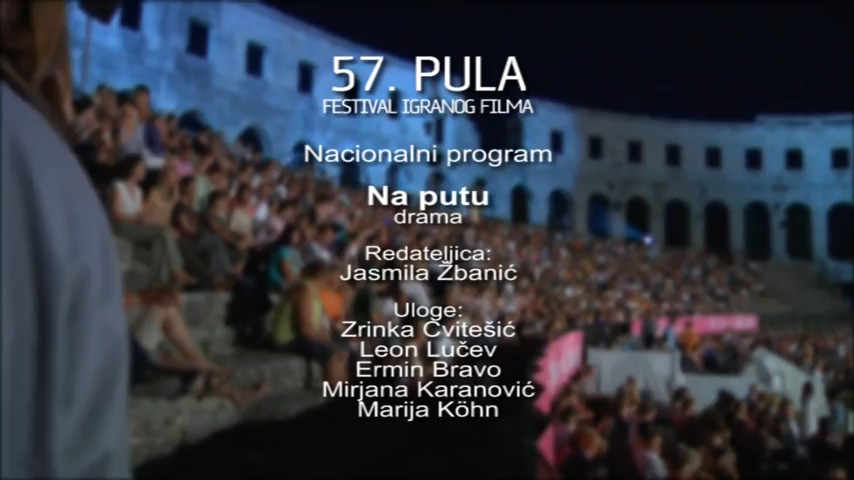 57. PULA
FESTIVAL IGRANOG FILMA
Nacionalni program
Na putu
drama
Redateljica:
Jasmila Žbanić
Uloge:
Zrinka Cvitešić
Leon Lučev
Ermin Bravo
Mirjana Karanović
Marija Köhn